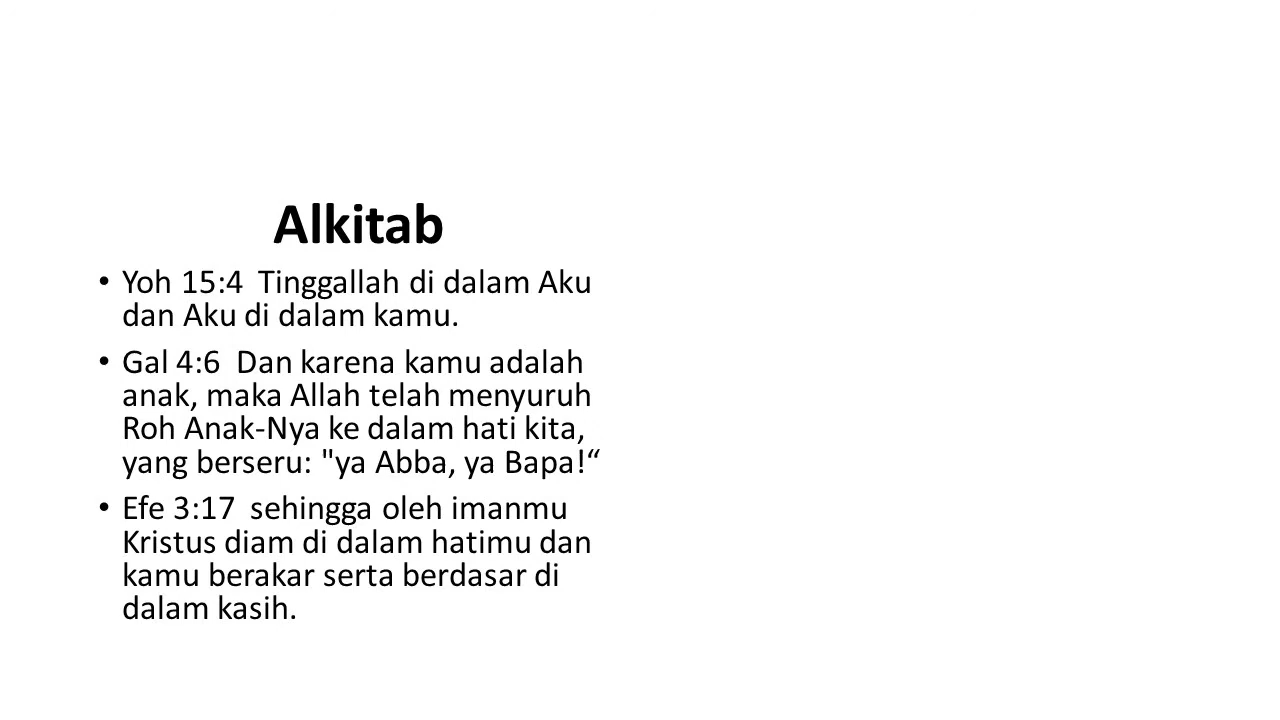 Alkitab
• Yoh 15:4  Tinggallah di dalam Aku
dan Aku di dalam kamu.
• Gal 4:6  Dan karena kamu adalah
anak, maka Allah telah menyuruh
Roh Anak-Nya ke dalam hati kita,
yang berseru: "ya Abba, ya Bapa!“
• Efe 3:17  sehingga oleh imanmu
Kristus diam di dalam hatimu dan
kamu berakar serta berdasar di
dalam kasih.